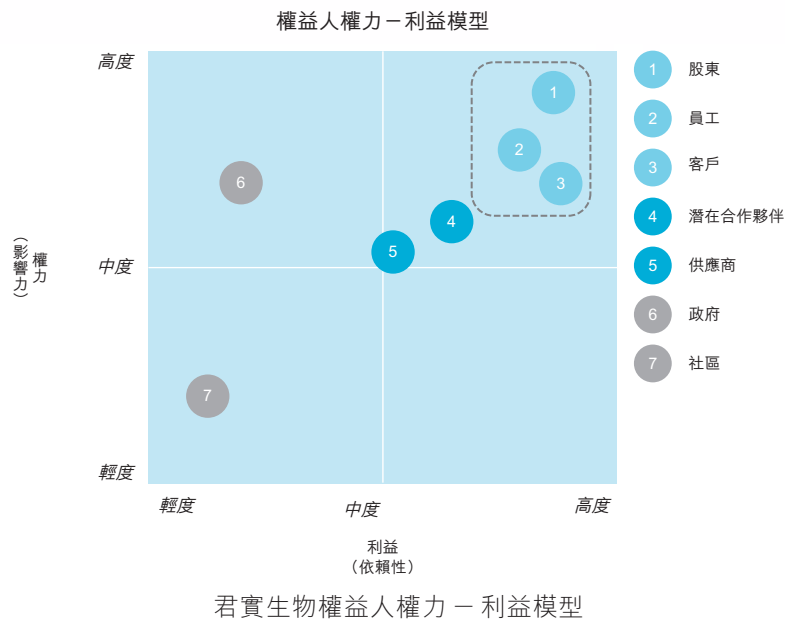 權益人權力－利益模型
高度
中度
輕度
權力
（影響力）
1
2
3
4
5
6
7
輕度
中度
高度
利益
（依賴性）
1 股東
2 員工
3 客戶
4 潛在合作夥伴
5 供應商
6 政府
7 社區
君實生物權益人權力－利益模型